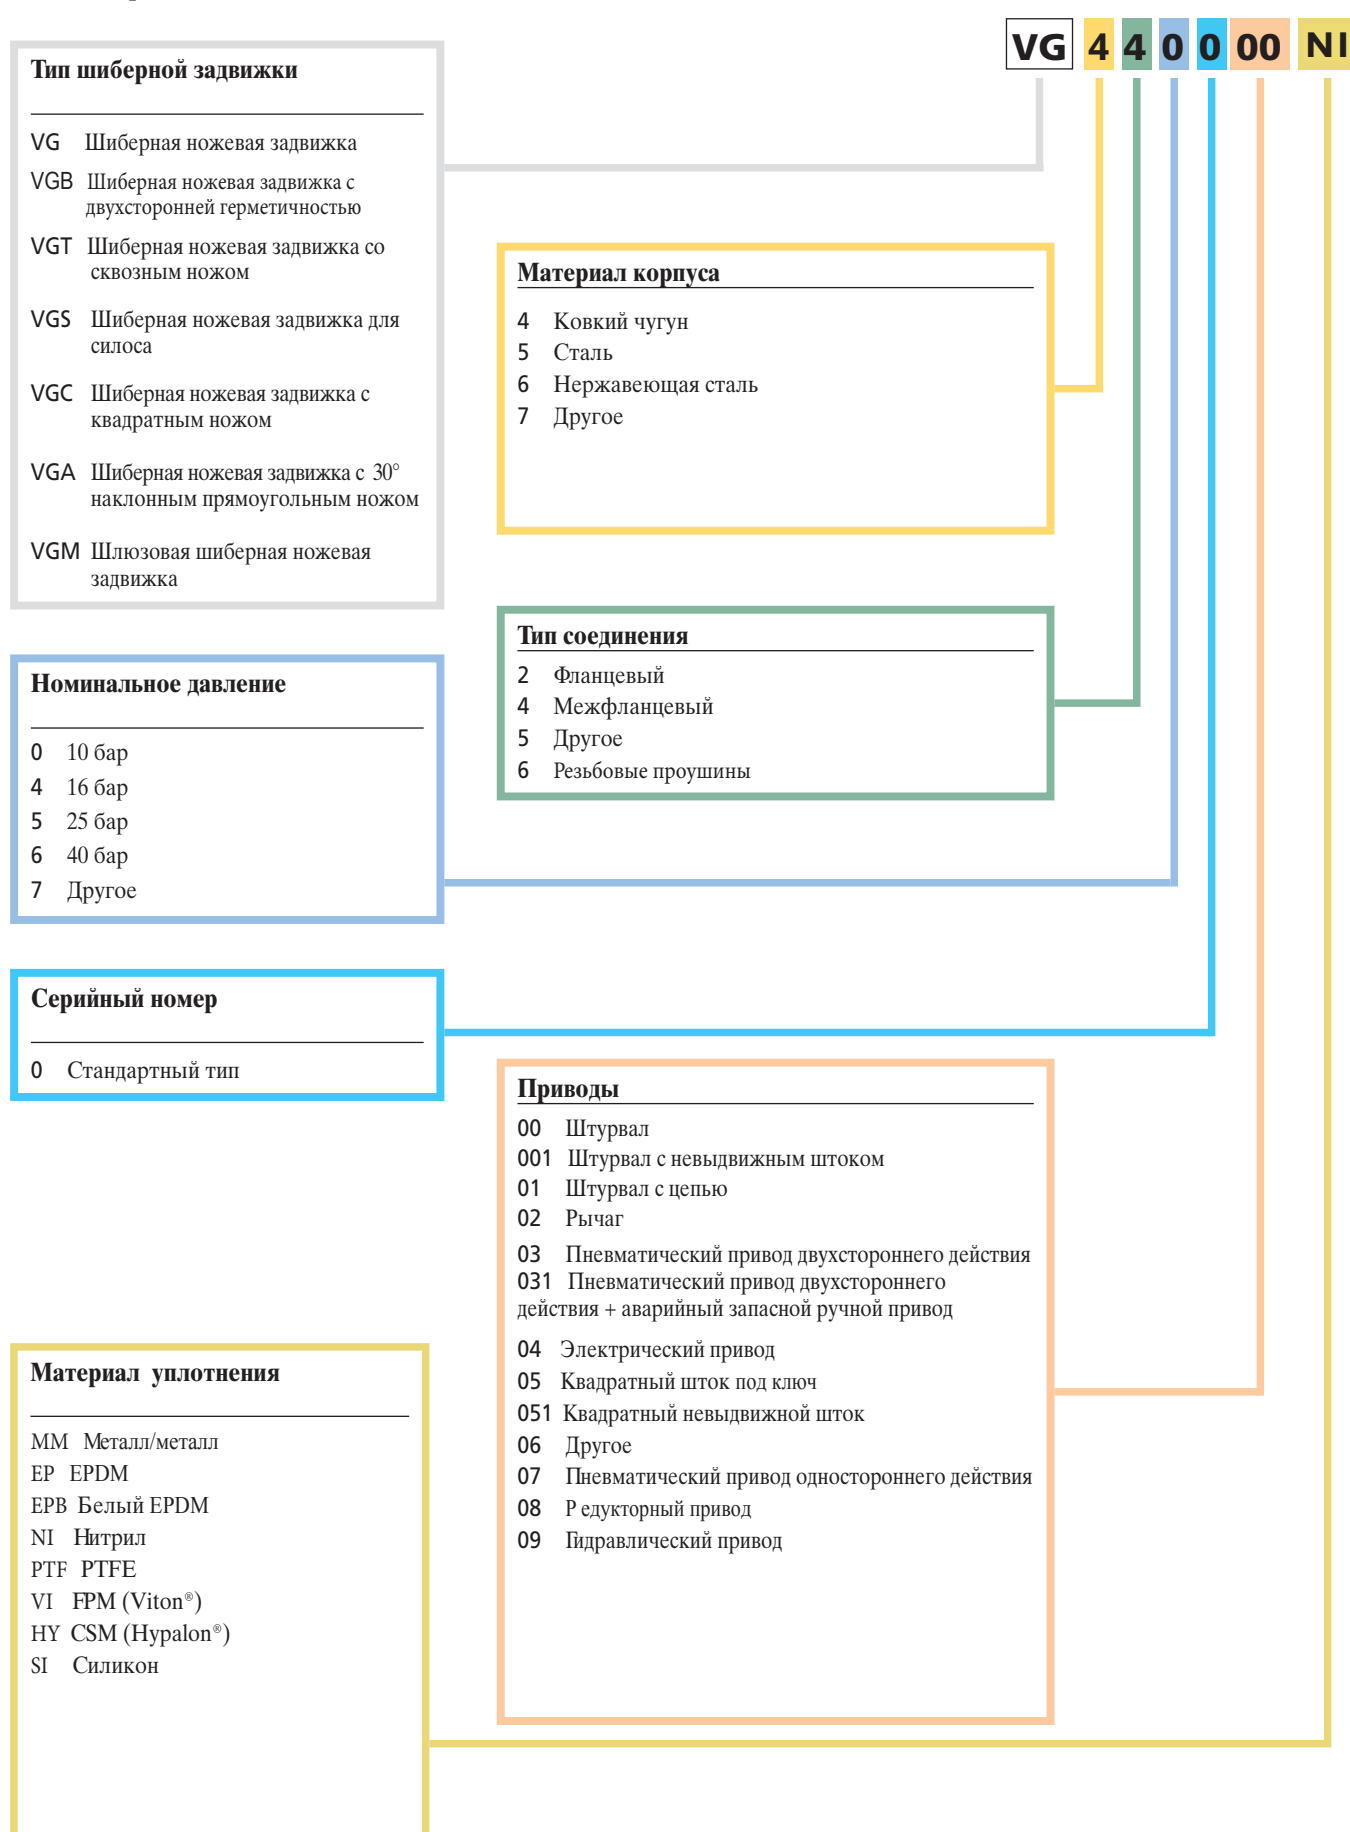 VG 4 4 0 0 00 NI
Тип шиберной задвижки
VG Шиберная ножевая задвижка
VGB Шиберная ножевая задвижка с
двухсторонней герметичностью
VGT Шиберная ножевая задвижка со
сквозным ножом
VGS Шиберная ножевая задвижка для
силоса
VGC Шиберная ножевая задвижка с
квадратным ножом
VGA Шиберная ножевая задвижка с 30°
наклонным прямоугольным ножом
VGM Шлюзовая шиберная ножевая
задвижка
Материал корпуса
4 Ковкий чугун
5 Сталь
6 Нержавеющая сталь
7 Другое
Тип соединения
2 Фланцевый
4 Межфланцевый
5 Другое
6 Резьбовые проушины
Номинальное давление
0 10 бар
4 16 бар
5 25 бар
6 40 бар
7 Другое
Серийный номер
0 Стандартный тип
Приводы
00 Штурвал
001 Штурвал с невыдвижным штоком
01 Штурвал с цепью
02 Рычаг
03 Пневматический привод двухстороннего действия
031 Пневматический привод двухстороннего
действия + аварийный запасной ручной привод
04 Электрический привод
05 Квадратный шток под ключ
051 Квадратный невыдвижной шток
06 Другое
07 Пневматический привод одностороннего действия
08 Р едукторный привод
09 Гидравлический привод
Материал уплотнения
MM Металл/металл
EP EPDM
EPB Белый EPDM
NI Нитрил
PTF PTFE
VI FPM (Viton®)
HY CSM (Hypalon®)
SI Силикон